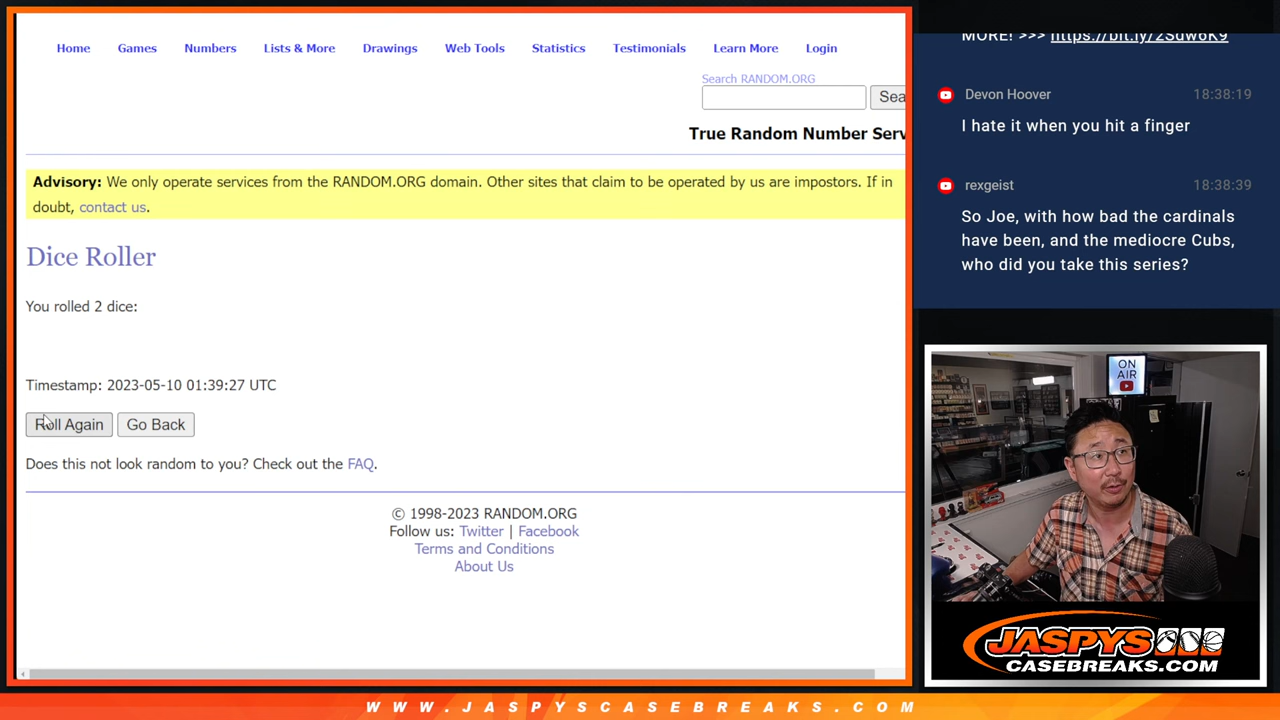 Home Games Numbers Lists & More Drawings Web Tools Statistics Testimonials Learn More Login
Search RANDOM.ORG
Sea
True Random Number Serv
Advisory: We only operate services from the RANDOM.ORG domain. Other sites that claim to be operated by us are impostors. If in
doubt, contact us.
Dice Roller
You rolled 2 dice:
Timestamp: 2023-05-10 01:39:27 UTC
Roll Again Go Back
Does this not look random to you? Check out the FAQ.
© 1998-2023 RANDOM.ORG
Follow us: Twitter | Facebook
Terms and Conditions
About Us
MORE! >>> https://bit.ly/2Sdw6K9
Devon Hoover 18:38:19
I hate it when you hit a finger
rexgeist 18:38:39
So Joe, with how bad the cardinals
have been, and the mediocre Cubs,
who did you take this series?
ON
AIR
JASPYS
CASEBREAKS.COM
WWW.JASPYSCASEBREAKS.COM